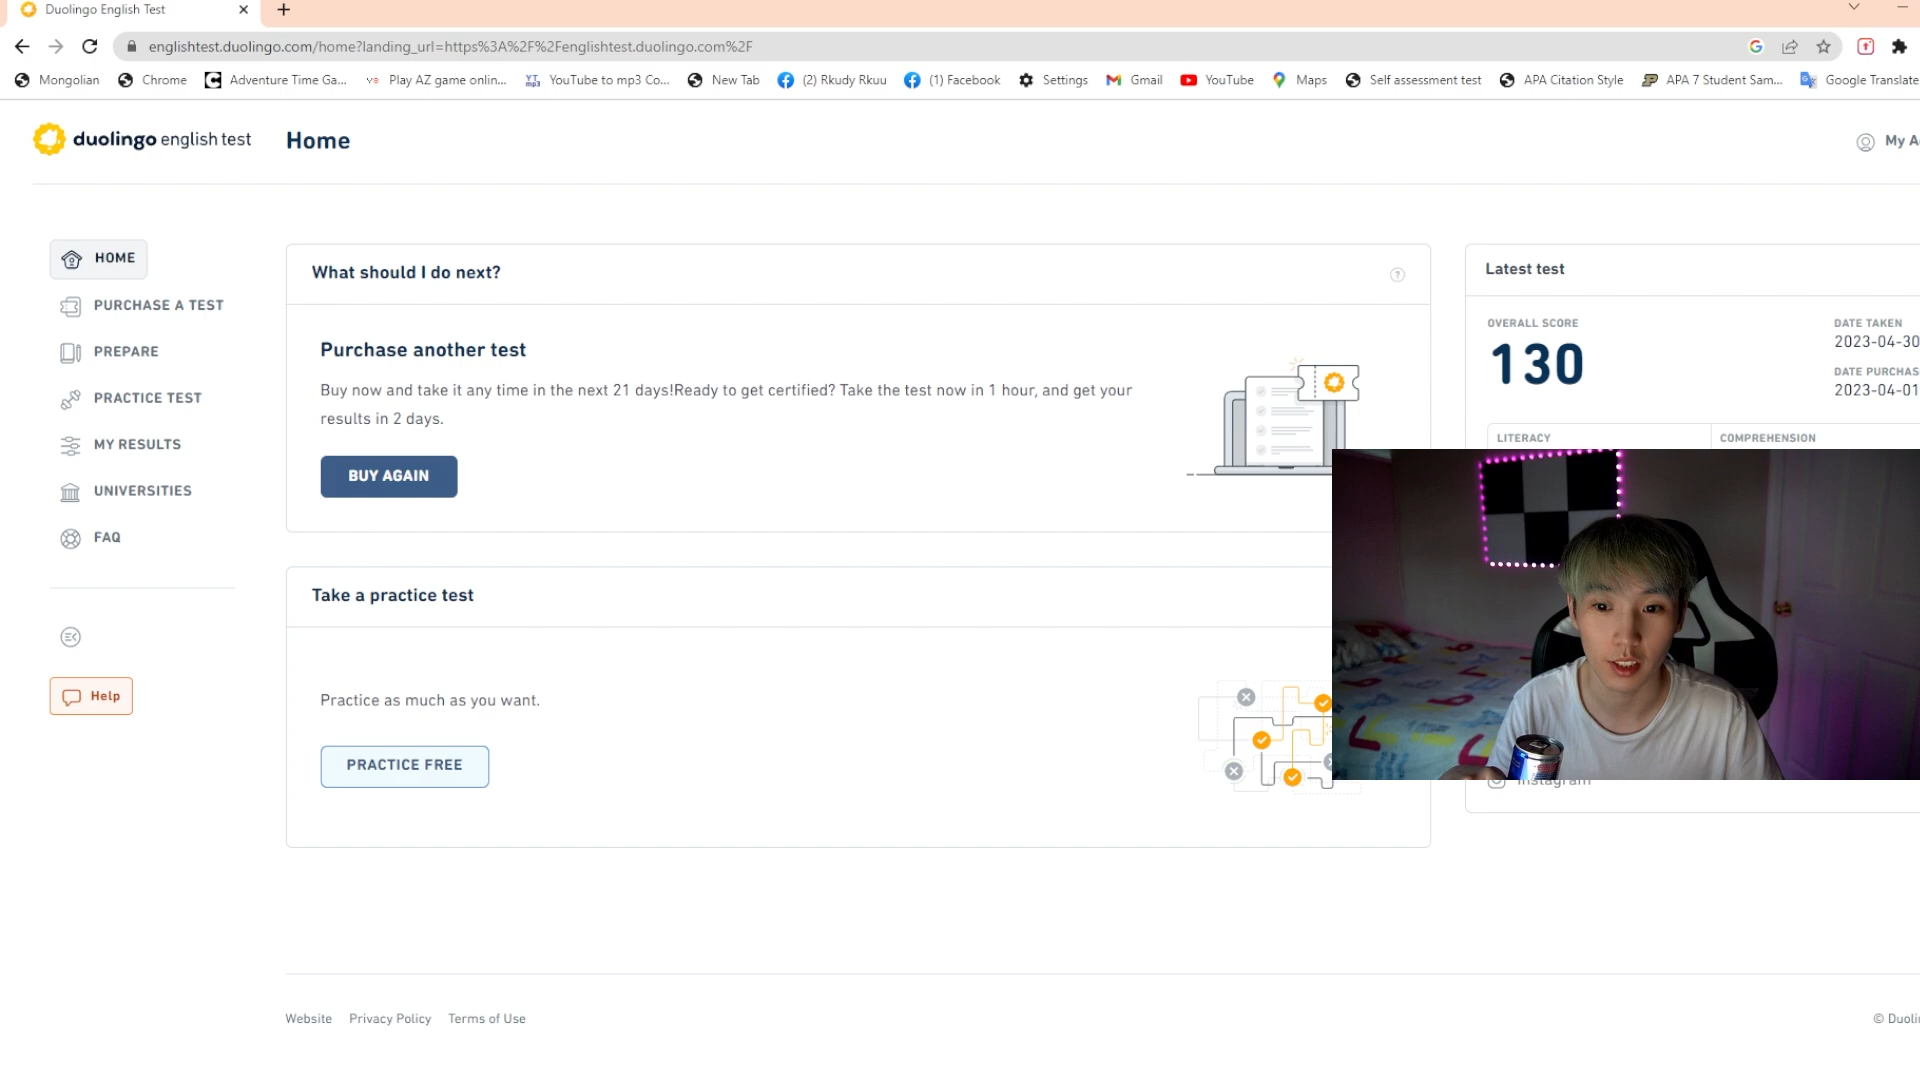 Duolingo English Test
englishtest.duolingo.com/home?landing_url=https%3A%2F%2Fenglishtest.duolingo.com%2F
Mongolian Chrome Adventure Time Ga... Play AZ game onlin... YouTube to mp3 Co... New Tab (2) Rkudy Rkuu (1) Facebook Settings Gmail YouTube Maps Self assessment test APA Citation Style APA 7 Student Sam... Google Translate
duolingo english test
Home
My A
HOME
PURCHASE A TEST
PREPARE
PRACTICE TEST
MY RESULTS
UNIVERSITIES
FAQ
Help
What should I do next?
Purchase another test
Buy now and take it any time in the next 21 days!Ready to get certified? Take the test now in 1 hour, and get your
results in 2 days.
BUY AGAIN
Take a practice test
Practice as much as you want.
PRACTICE FREE
Latest test
OVERALL SCORE
130
DATE TAKEN
2023-04-30
DATE PURCHAS
2023-04-01
LITERACY COMPREHENSION
Instagram
Website Privacy Policy Terms of Use
© Duoli